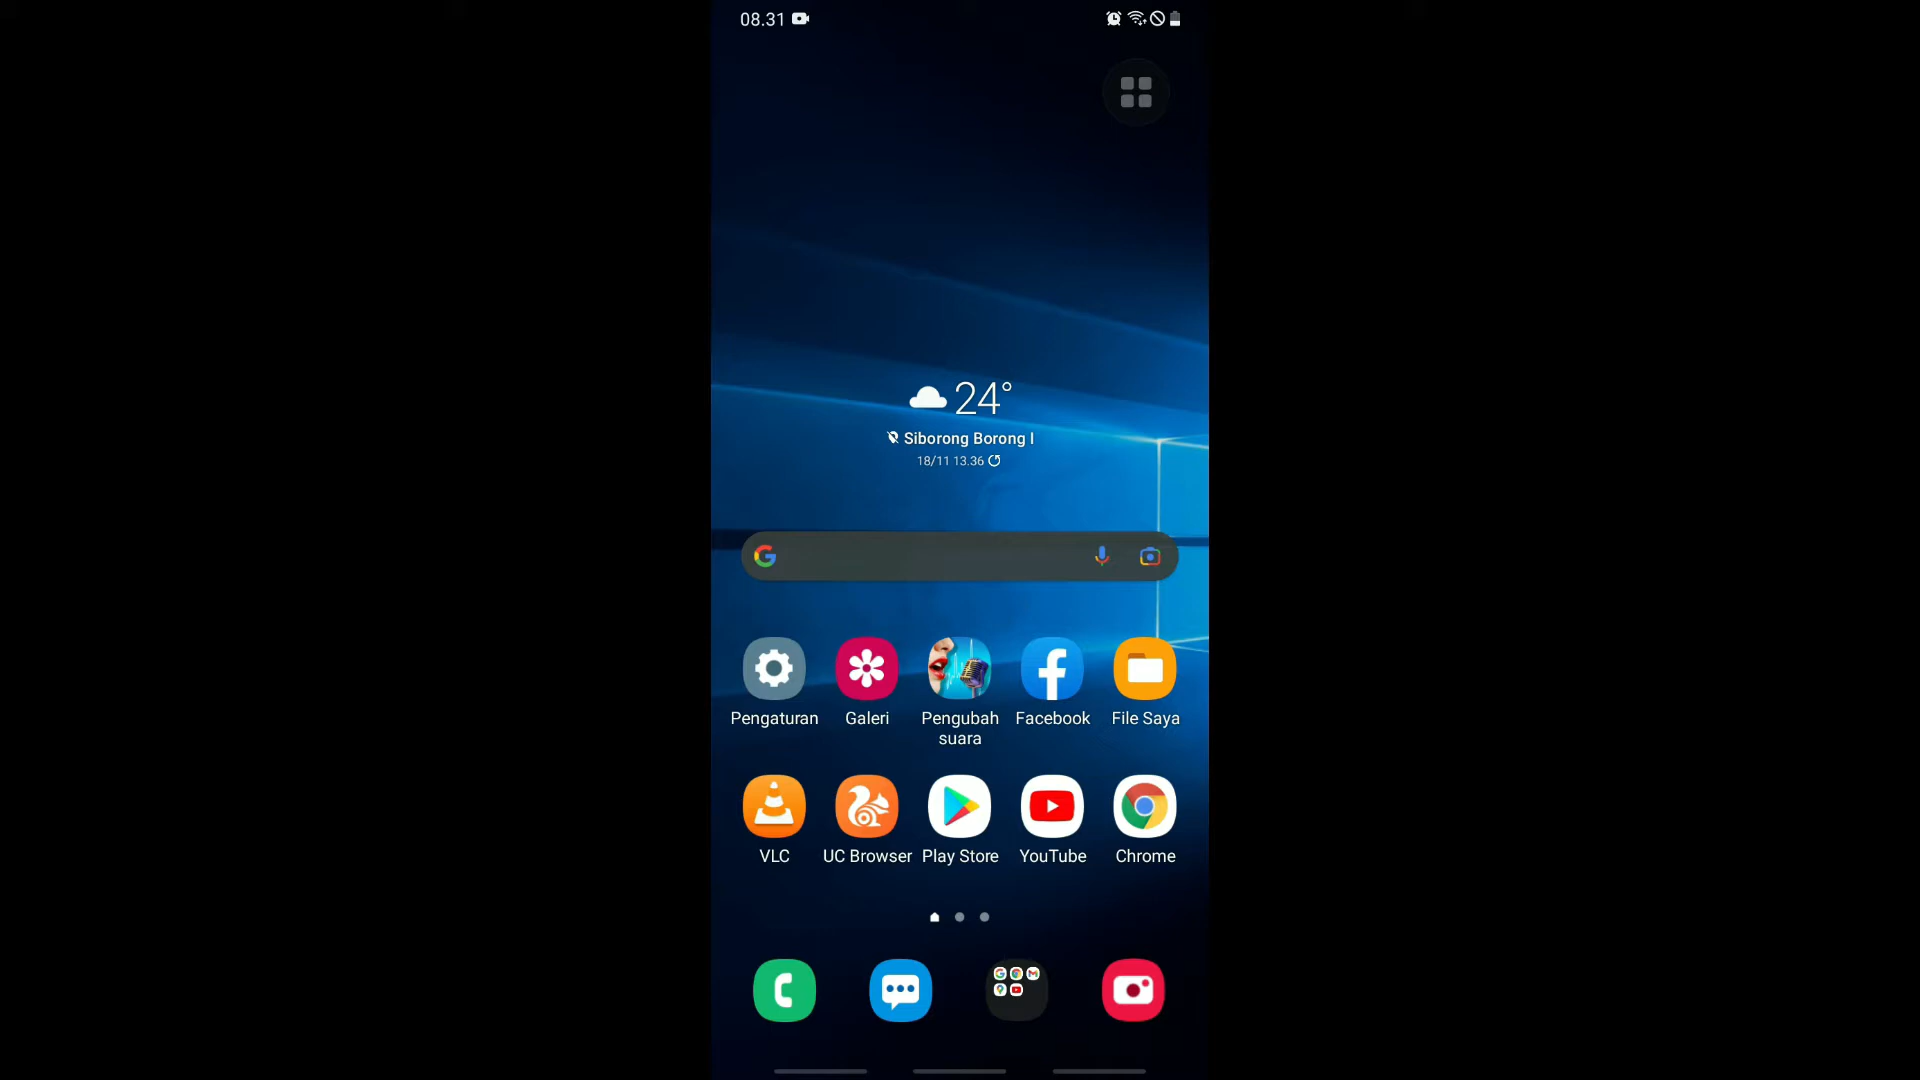 08.31
24°
Siborong Borong I
18/11 13.36
Pengaturan
Galeri
Pengubah
suara
Facebook
File Saya
VLC
UC Browser
Play Store
YouTube
Chrome